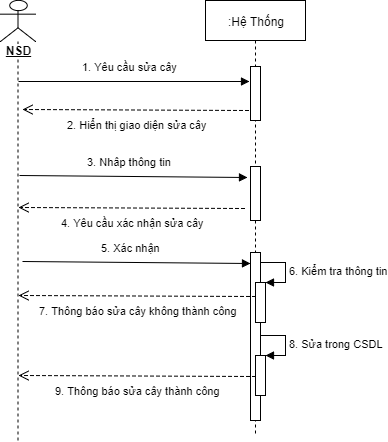 :Hệ Thống
NSD
1. Yêu cầu sửa cây
2. Hiển thị giao diện sửa cây
3. Nhâp thông tin
4. Yêu cầu xác nhận sửa cây
5. Xác nhận
6. Kiểm tra thông tin
7. Thông báo sửa cây không thành công
8. Sửa trong CSDL
9. Thông báo sửa cây thành công